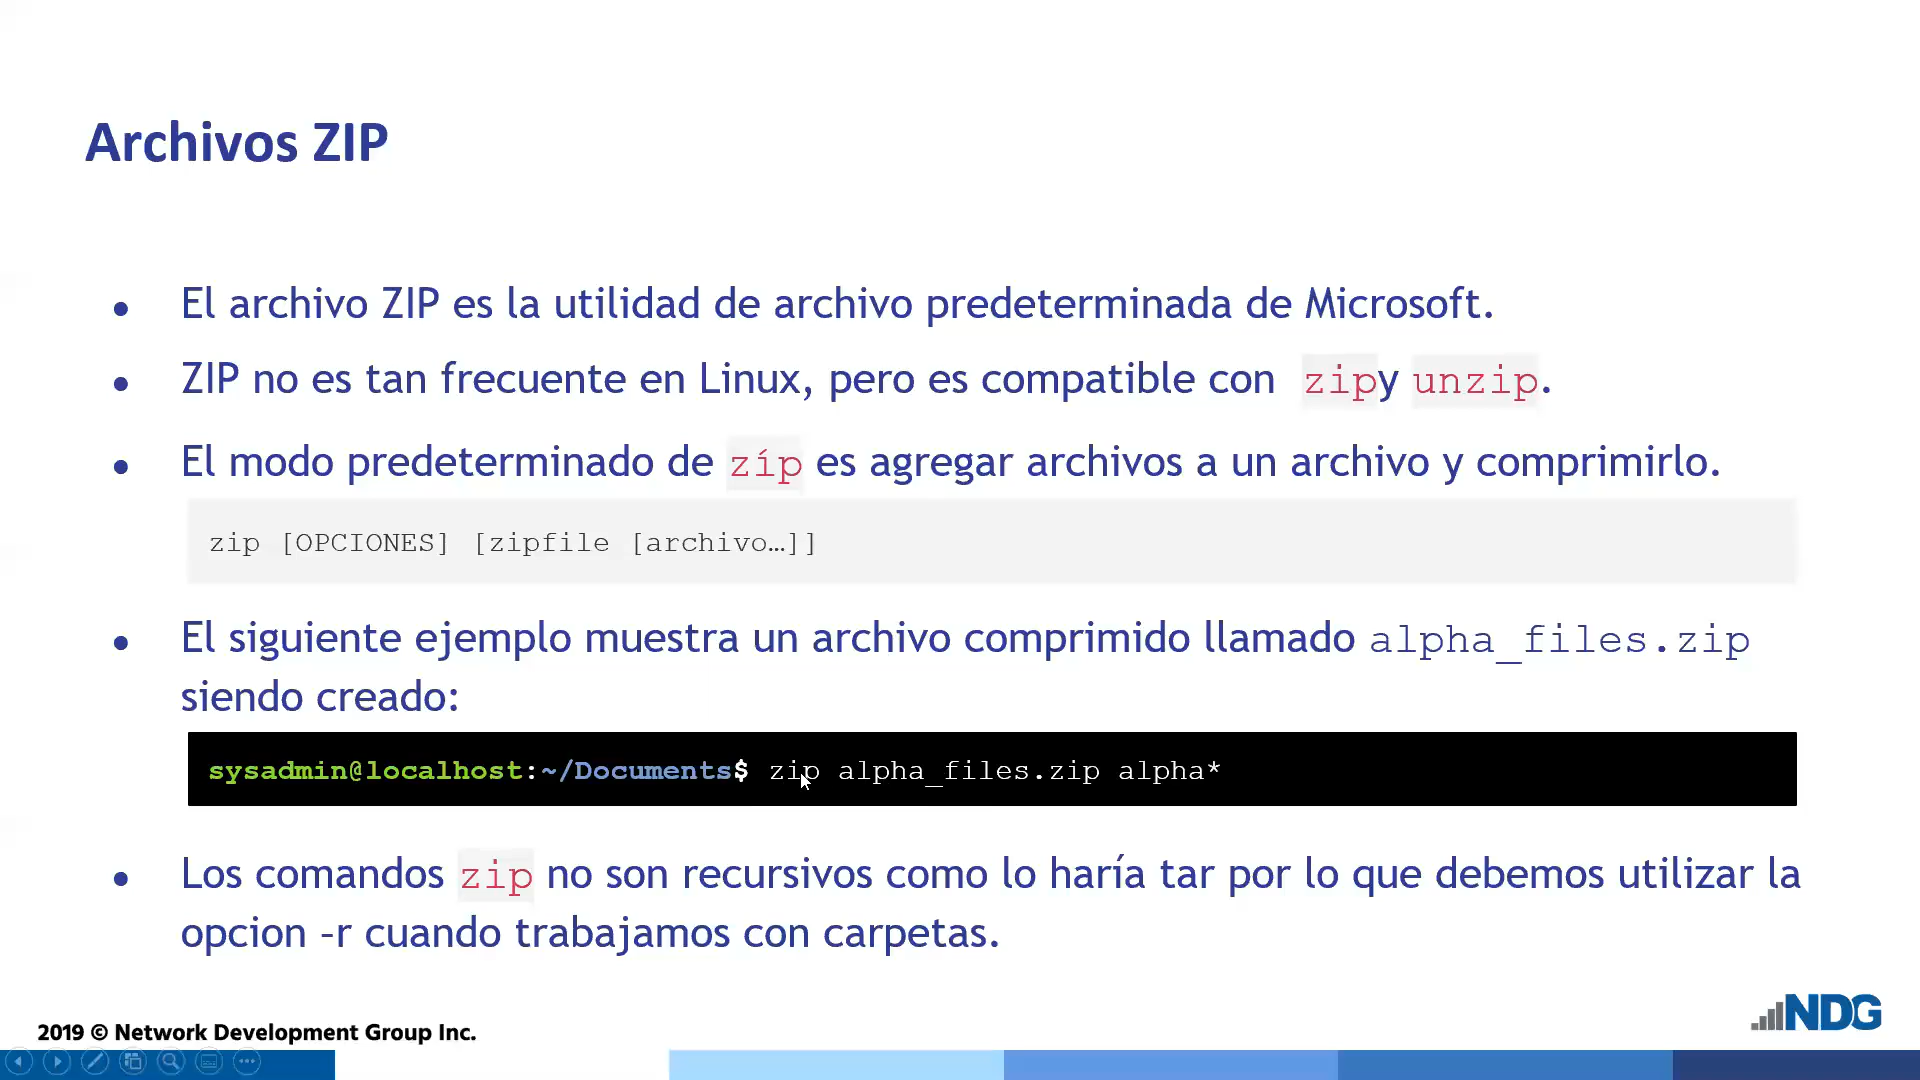 Archivos ZIP
El archivo ZIP es la utilidad de archivo predeterminada de Microsoft.
ZIP no es tan frecuente en Linux, pero es compatible con zipy unzip.
El modo predeterminado de zíp es agregar archivos a un archivo y comprimirlo.
zip [OPCIONES] [zipfile [archivo…]]
El siguiente ejemplo muestra un archivo comprimido llamado alpha_files.zip
siendo creado:
sysadmin@localhost:~/Documents$ zip alpha_files.zip alpha*
Los comandos zip no son recursivos como lo haría tar por lo que debemos utilizar la
opcion –r cuando trabajamos con carpetas.
2019 © Network Development Group Inc.
NDG